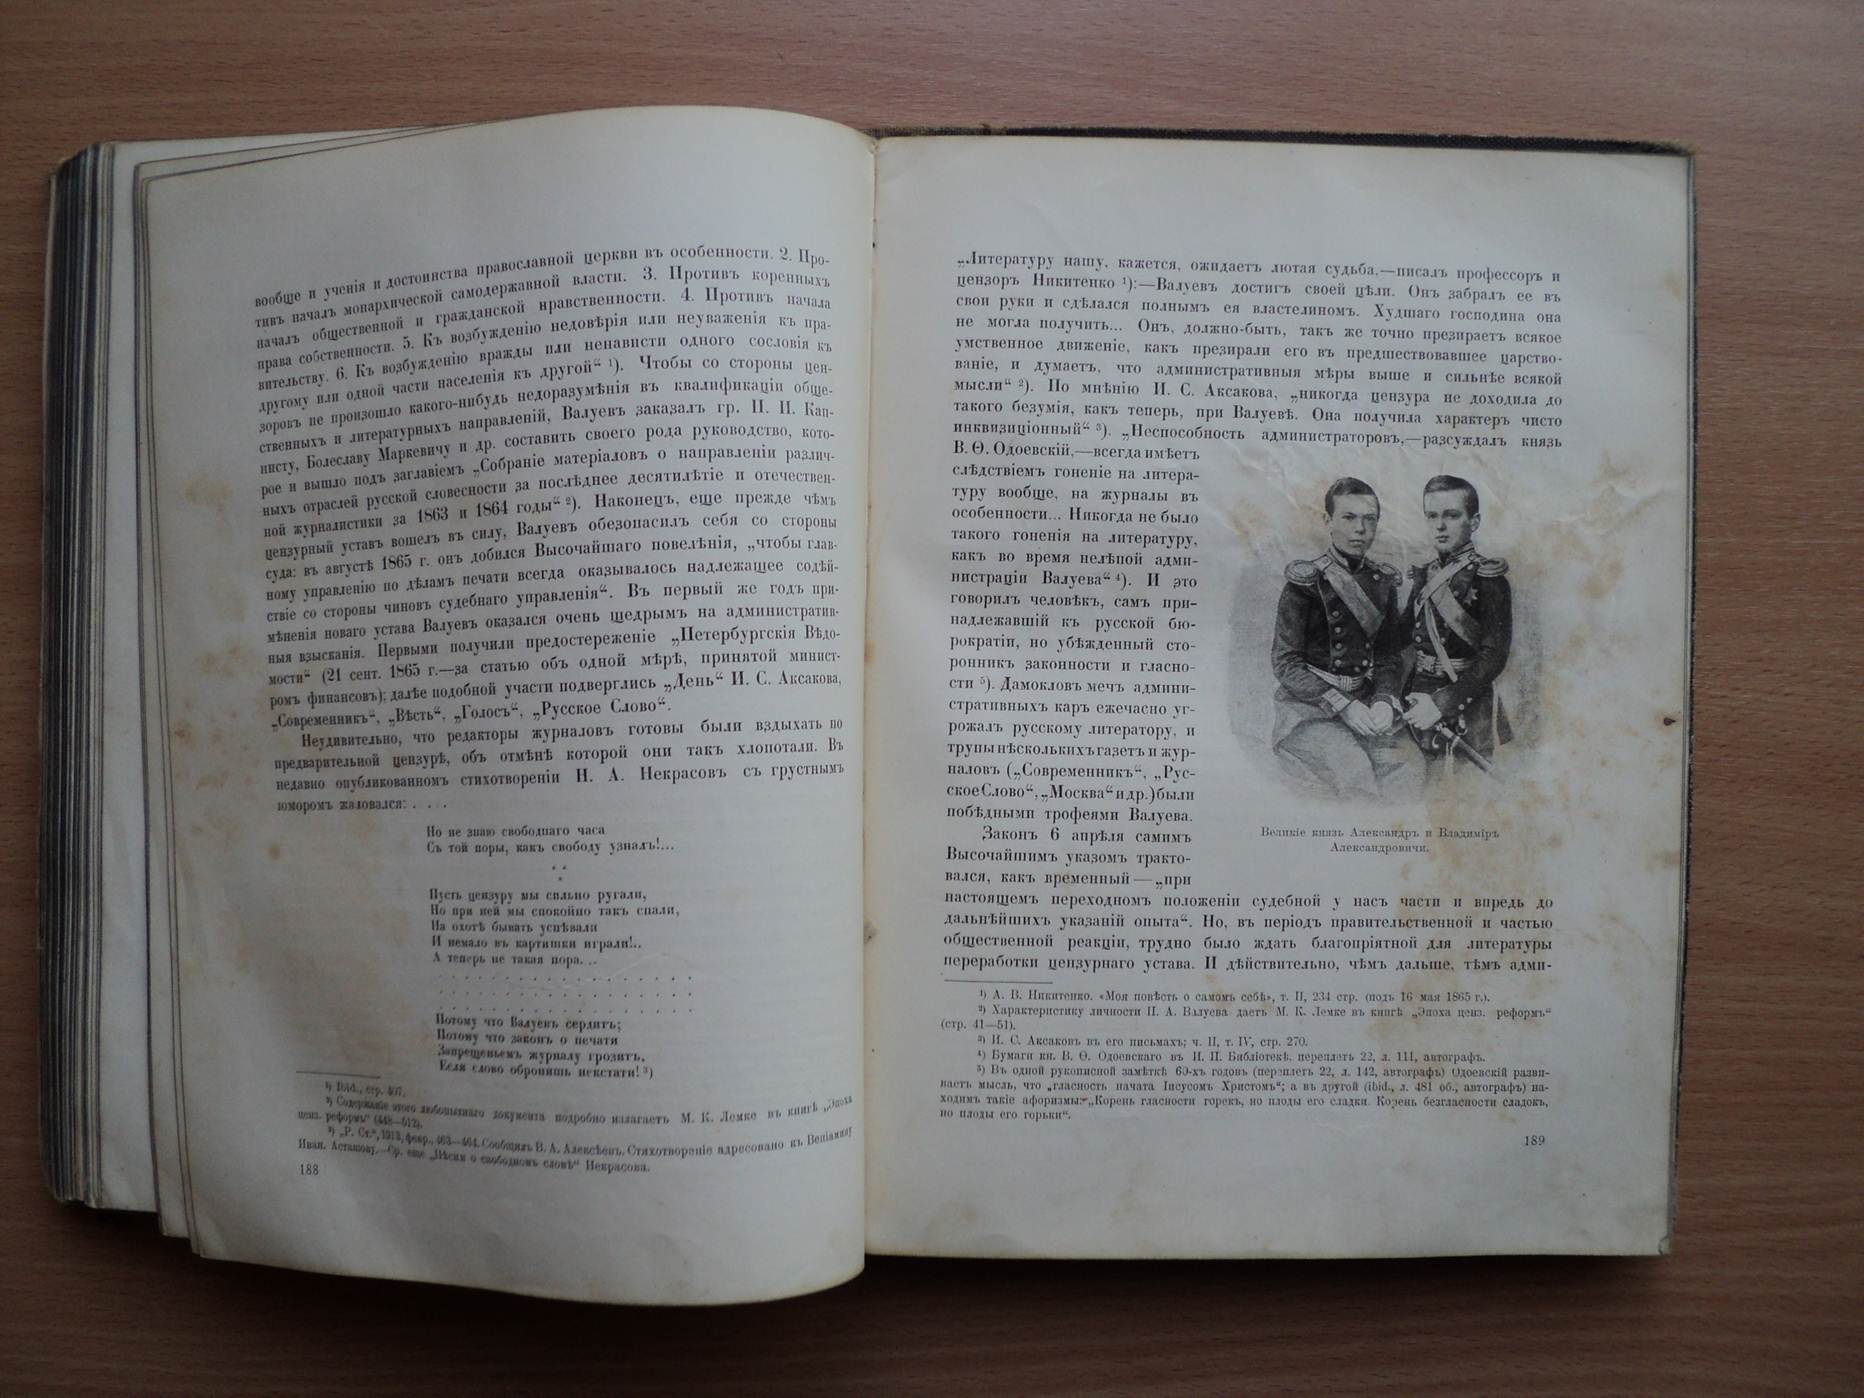 вообще и ученія и достоинства православной церкви въ особенности. 2. Про-
тивъ началъ монархической самодержавной власти. 3. Противъ коренныхъ
началъ общественной и гражданской нравственности. 4. Противъ начала
права собственности. 5. Къ возбужденію недовѣрія или неуваженія къ пра-
вительству. 6. Къ возбужденію вражды или ненависти одного сословія къ
другому или одной части населенія къ другой“ ¹). Чтобы со стороны цен-
зоровъ не произошло какого-нибудь недоразумѣнія въ квалификаціи обще-
ственныхъ и литературныхъ направленій, Валуевъ заказалъ гр. П. И. Кап-
нисту, Болеславу Маркевичу и др. составить своего рода руководство, кото-
рое и вышло подъ заглавіемъ „Собраніе матеріаловъ о направленіи различ-
ныхъ отраслей русской словесности за послѣднее десятилѣтіе и отечествен-
ной журналистики за 1863 и 1864 годы“ ²). Наконецъ, еще прежде чѣмъ
цензурный уставъ вошелъ въ силу, Валуевъ обезопасилъ себя со стороны
суда: въ августѣ 1865 г. онъ добился Высочайшаго повелѣнія, „чтобы глав-
ному управленію по дѣламъ печати всегда оказывалось надлежащее содѣй-
ствіе со стороны чиновъ судебнаго управленія“. Въ первый же годъ при-
мѣненія новаго устава Валуевъ оказался очень щедрымъ на административ-
ныя взысканія. Первыми получили предостереженіе „Петербургскія Вѣдо-
мости“ (21 сент. 1865 г.—за статью объ одной мѣрѣ, принятой минист-
ромъ финансовъ); далѣе подобной участи подверглись „День“ И. С. Аксакова,
„Современникъ“, „Вѣсть“, „Голосъ“, „Русское Слово“.
Неудивительно, что редакторы журналовъ готовы были вздыхать по
предварительной цензурѣ, объ отмѣнѣ которой они такъ хлопотали. Въ
недавно опубликованномъ стихотвореніи Н. А. Некрасовъ съ грустнымъ
юморомъ жаловался: . . . .
Но не знаю свободнаго часа
Съ той поры, какъ свободу узналъ!...
* *
*
Пусть цензуру мы сильно ругали,
Но при ней мы спокойно такъ спали,
На охотѣ бывать успѣвали
И немало въ картишки играли!..
А теперь не такая пора...
. . . . . . . . . . . . . . .
. . . . . . . . . . . . . . .
. . . . . . . . . . . . . . .
Потому что Валуевъ сердитъ;
Потому что законъ о печати
Запрещеньемъ журналу грозитъ,
Если слово обронишь некстати! ³)
¹) Ibid., стр. 407.
²) Содержаніе этого любопытнаго документа подробно излагаетъ М. К. Лемке въ книгѣ „Эпоха
ценз. реформъ“ (448—512).
³) „Р. Ст.“, 1913, февр., 463—464. Сообщилъ В. А. Алексѣевъ. Стихотвореніе адресовано къ Веніамину
Иван. Асташову.—Ср. еще „Пѣсни о свободномъ словѣ“ Некрасова.
188
„Литературу нашу, кажется, ожидаетъ лютая судьба,—писалъ профессоръ и
цензоръ Никитенко ¹):—Валуевъ достигъ своей цѣли. Онъ забралъ ее въ
свои руки и сдѣлался полнымъ ея властелиномъ. Худшаго господина она
не могла получить... Онъ, должно-быть, такъ же точно презираетъ всякое
умственное движеніе, какъ презирали его въ предшествовавшее царство-
ваніе, и думаетъ, что административныя мѣры выше и сильнѣе всякой
мысли“ ²). По мнѣнію И. С. Аксакова, „никогда цензура не доходила до
такого безумія, какъ теперь, при Валуевѣ. Она получила характеръ чисто
инквизиціонный“ ³). „Неспособность администраторовъ,—разсуждалъ князь
В. Ѳ. Одоевскій,—всегда имѣетъ
слѣдствіемъ гоненіе на литера-
туру вообще, на журналы въ
особенности... Никогда не было
такого гоненія на литературу,
какъ во время нелѣпой адми-
нистраціи Валуева“ ⁴). И это
говорилъ человѣкъ, самъ при-
надлежавшій къ русской бю-
рократіи, но убѣжденный сто-
ронникъ законности и гласно-
сти ⁵). Дамокловъ мечъ админи-
стративныхъ каръ ежечасно уг-
рожалъ русскому литератору, и
трупы нѣсколькихъ газетъ и жур-
наловъ („Современникъ“, „Рус-
ское Слово“, „Москва“ и др.) были
побѣдными трофеями Валуева.
Законъ 6 апрѣля самимъ
Высочайшимъ указомъ тракто-
вался, какъ временный — „при
настоящемъ переходномъ положеніи судебной у насъ части и впредь до
дальнѣйшихъ указаній опыта“. Но, въ періодъ правительственной и частью
общественной реакціи, трудно было ждать благопріятной для литературы
переработки цензурнаго устава. И дѣйствительно, чѣмъ дальше, тѣмъ адми-
Великіе князь Александръ и Владиміръ
Александровичи.
¹) А. В. Никитенко. «Моя повѣсть о самомъ себѣ», т. II, 234 стр. (подъ 16 мая 1865 г.).
²) Характеристику личности П. А. Валуева даетъ М. К. Лемке въ книгѣ „Эпоха ценз. реформъ“
(стр. 41—51).
³) И. С. Аксаковъ въ его письмахъ; ч. II, т. IV, стр. 270.
⁴) Бумаги кн. В. Ѳ. Одоевскаго въ И. П. Библіотекѣ, переплетъ 22, л. 111, автографъ.
⁵) Въ одной рукописной замѣткѣ 60-хъ годовъ (переплетъ 22, л. 142, автографъ) Одоевскій разви-
ваетъ мысль, что „гласность начата Іисусомъ Христомъ“; а въ другой (ibid., л. 481 об., автографъ) на-
ходимъ такіе афоризмы: „Корень гласности горекъ, но плоды его сладки. Корень безгласности сладокъ,
но плоды его горьки“.
189